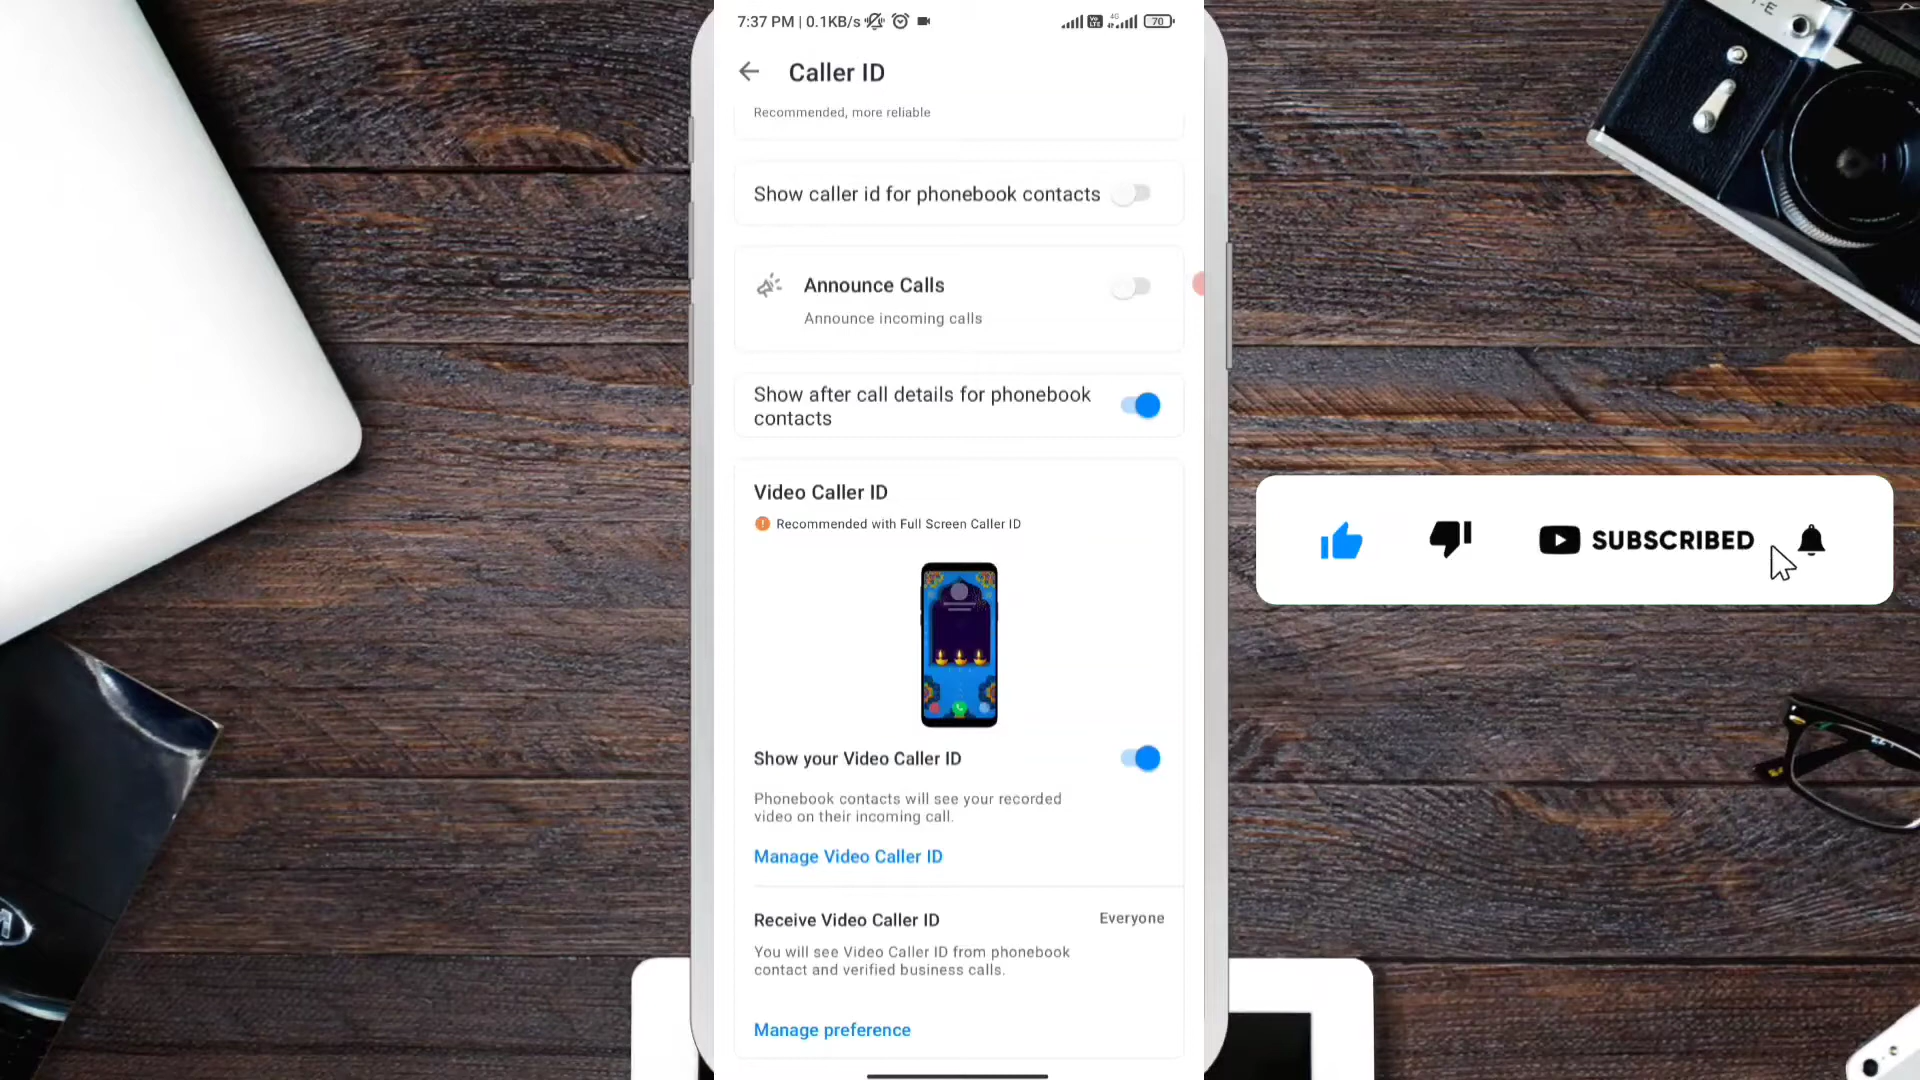 7:37 PM | 0.1KB/s
4G
70
Caller ID
Recommended, more reliable
Show caller id for phonebook contacts
Announce Calls
Announce incoming calls
Show after call details for phonebook
contacts
Video Caller ID
Recommended with Full Screen Caller ID
Show your Video Caller ID
Phonebook contacts will see your recorded
video on their incoming call.
Manage Video Caller ID
Receive Video Caller ID
Everyone
You will see Video Caller ID from phonebook
contact and verified business calls.
Manage preference
SUBSCRIBED